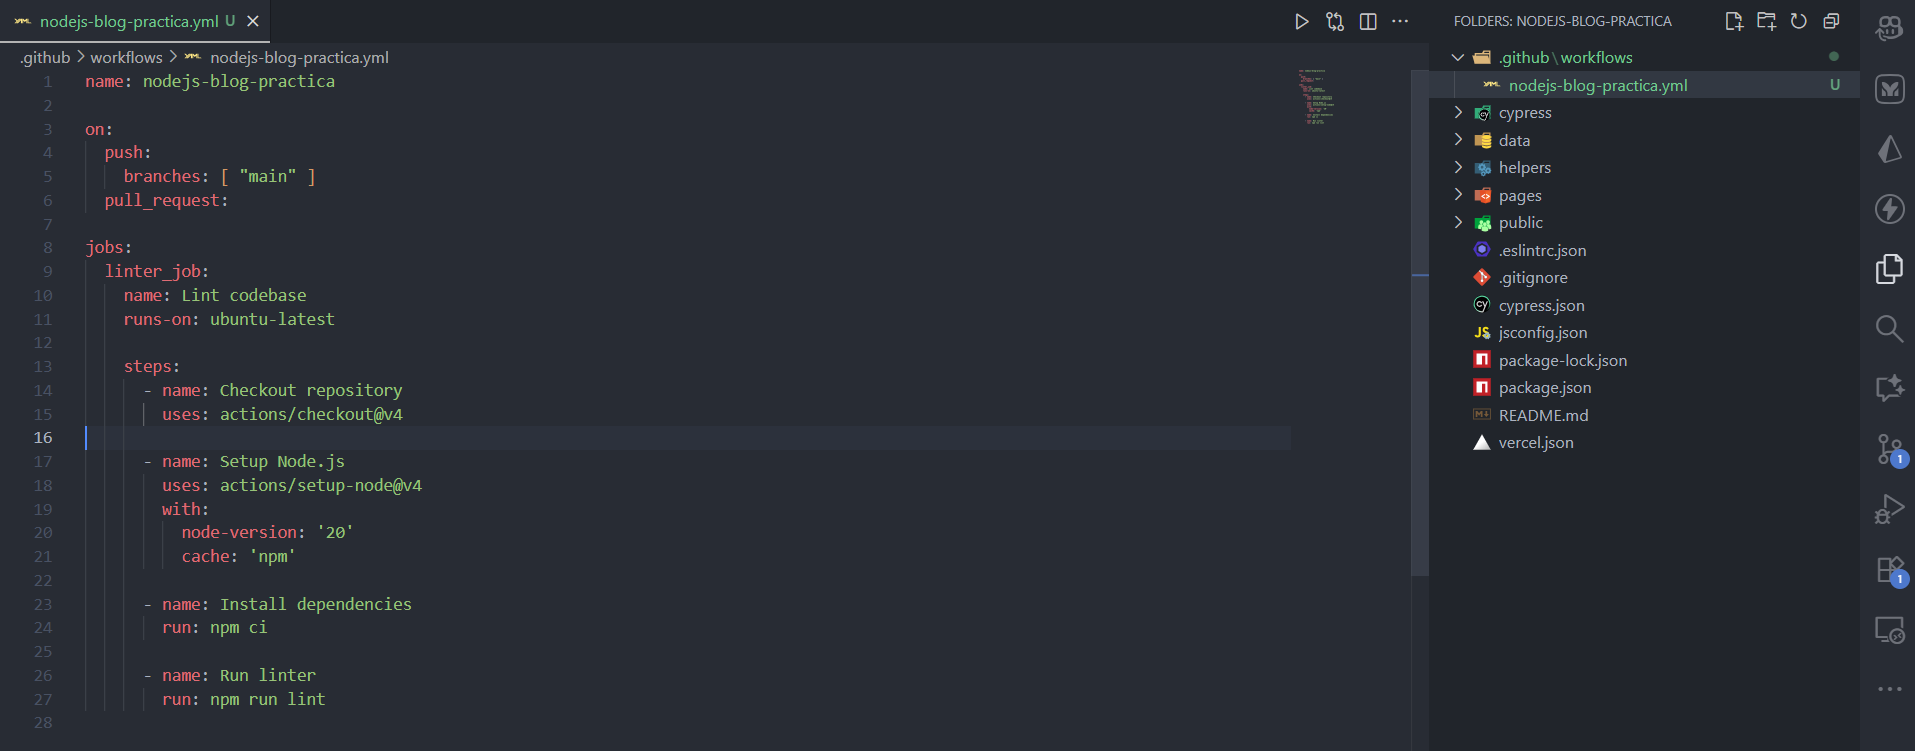 nodejs-blog-practica.yml U
.github > workflows > nodejs-blog-practica.yml
1 name: nodejs-blog-practica
2
3 on:
4   push:
5     branches: [ "main" ]
6   pull_request:
7
8 jobs:
9   linter_job:
10     name: Lint codebase
11     runs-on: ubuntu-latest
12
13     steps:
14       - name: Checkout repository
15         uses: actions/checkout@v4
16
17       - name: Setup Node.js
18         uses: actions/setup-node@v4
19         with:
20           node-version: '20'
21           cache: 'npm'
22
23       - name: Install dependencies
24         run: npm ci
25
26       - name: Run linter
27         run: npm run lint
28
FOLDERS: NODEJS-BLOG-PRACTICA
.github\workflows
nodejs-blog-practica.yml U
cypress
data
helpers
pages
public
.eslintrc.json
.gitignore
cypress.json
jsconfig.json
package-lock.json
package.json
README.md
vercel.json
1
1